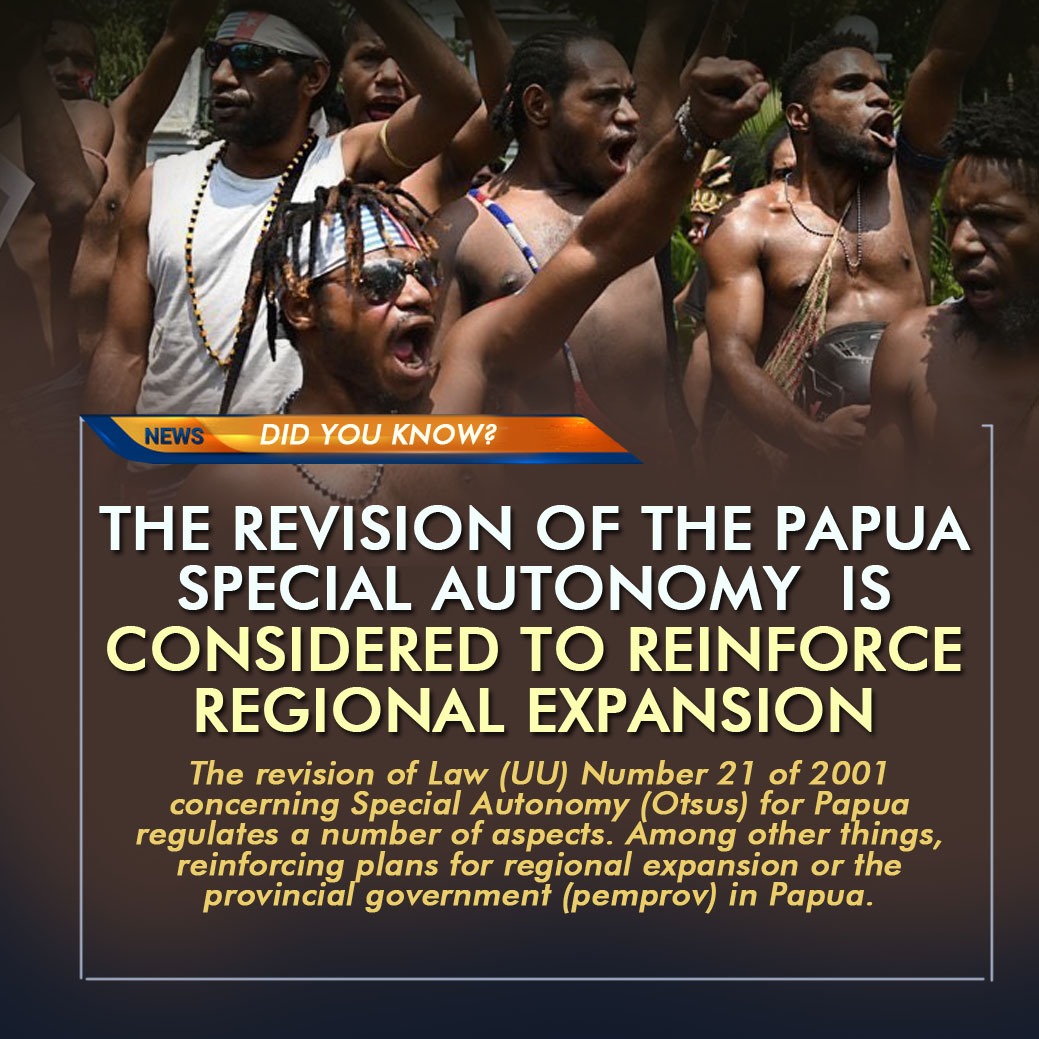 NEWS DID YOU KNOW?
THE REVISION OF THE PAPUA
SPECIAL AUTONOMY IS
CONSIDERED TO REINFORCE
REGIONAL EXPANSION
The revision of Law (UU) Number 21 of 2001
concerning Special Autonomy (Otsus) for Papua
regulates a number of aspects. Among other things,
reinforcing plans for regional expansion or the
provincial government (pemprov) in Papua.